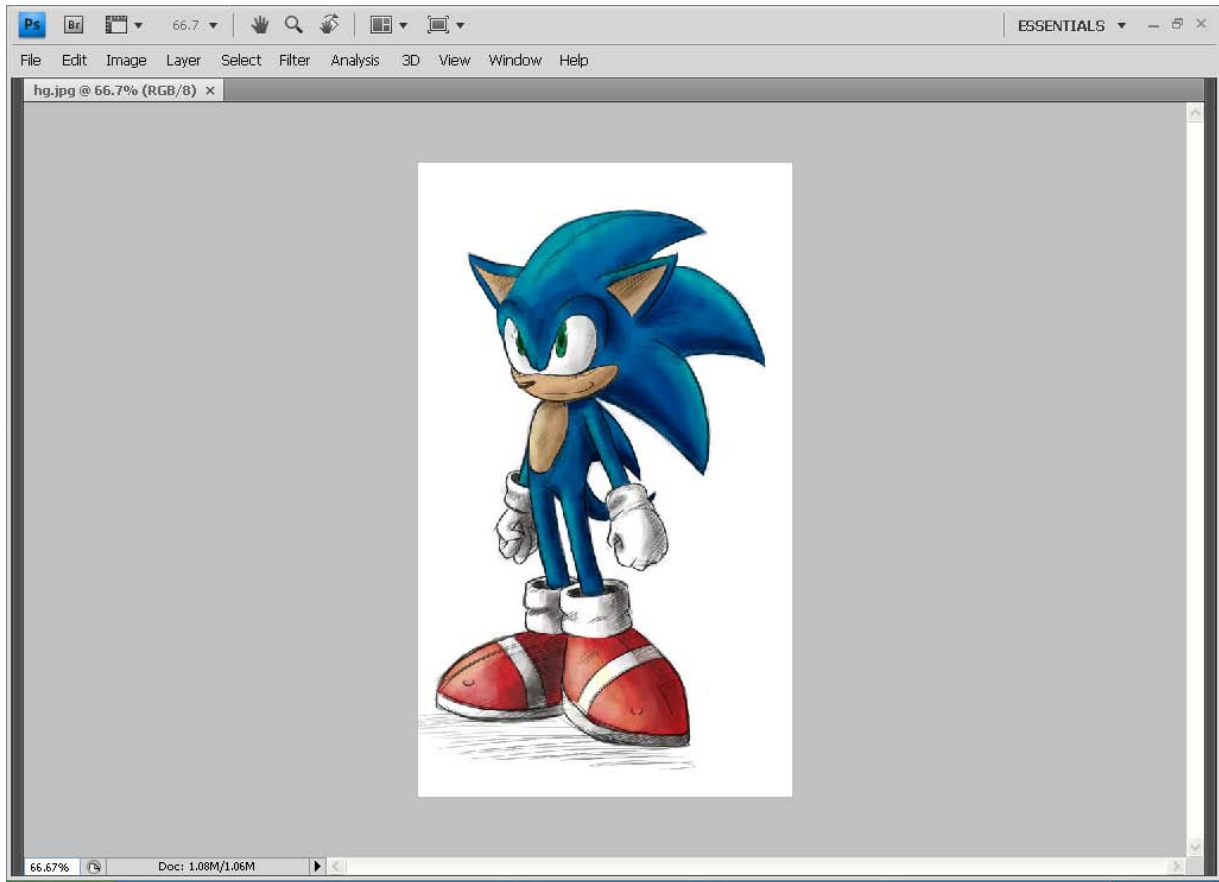 Ps Br 66.7 ESSENTIALS
File Edit Image Layer Select Filter Analysis 3D View Window Help
hg.jpg @ 66.7% (RGB/8) ×
66.67% Doc: 1.08M/1.06M